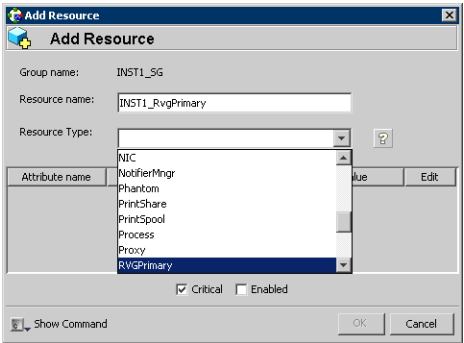 Add Resource
Add Resource
Group name: INST1_SG
Resource name: INST1_RvgPrimary
Resource Type: ?
NIC
Attribute name Edit
NotifierMngr
Phantom
PrintShare
PrintSpool
Process
Proxy
RVGPrimary
Critical Enabled
Show Command OK Cancel